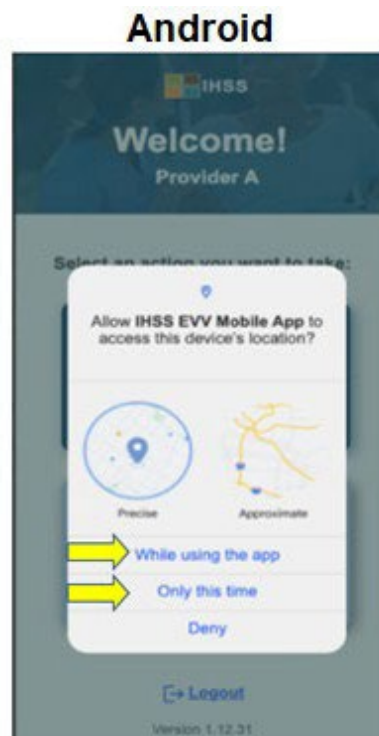 Android
IHSS
Welcome!
Provider A
Select an action you want to take:
Allow IHSS EVV Mobile App to
access this device's location?
Precise
Approximate
While using the app
Only this time
Deny
Logout
Version 1.12.31